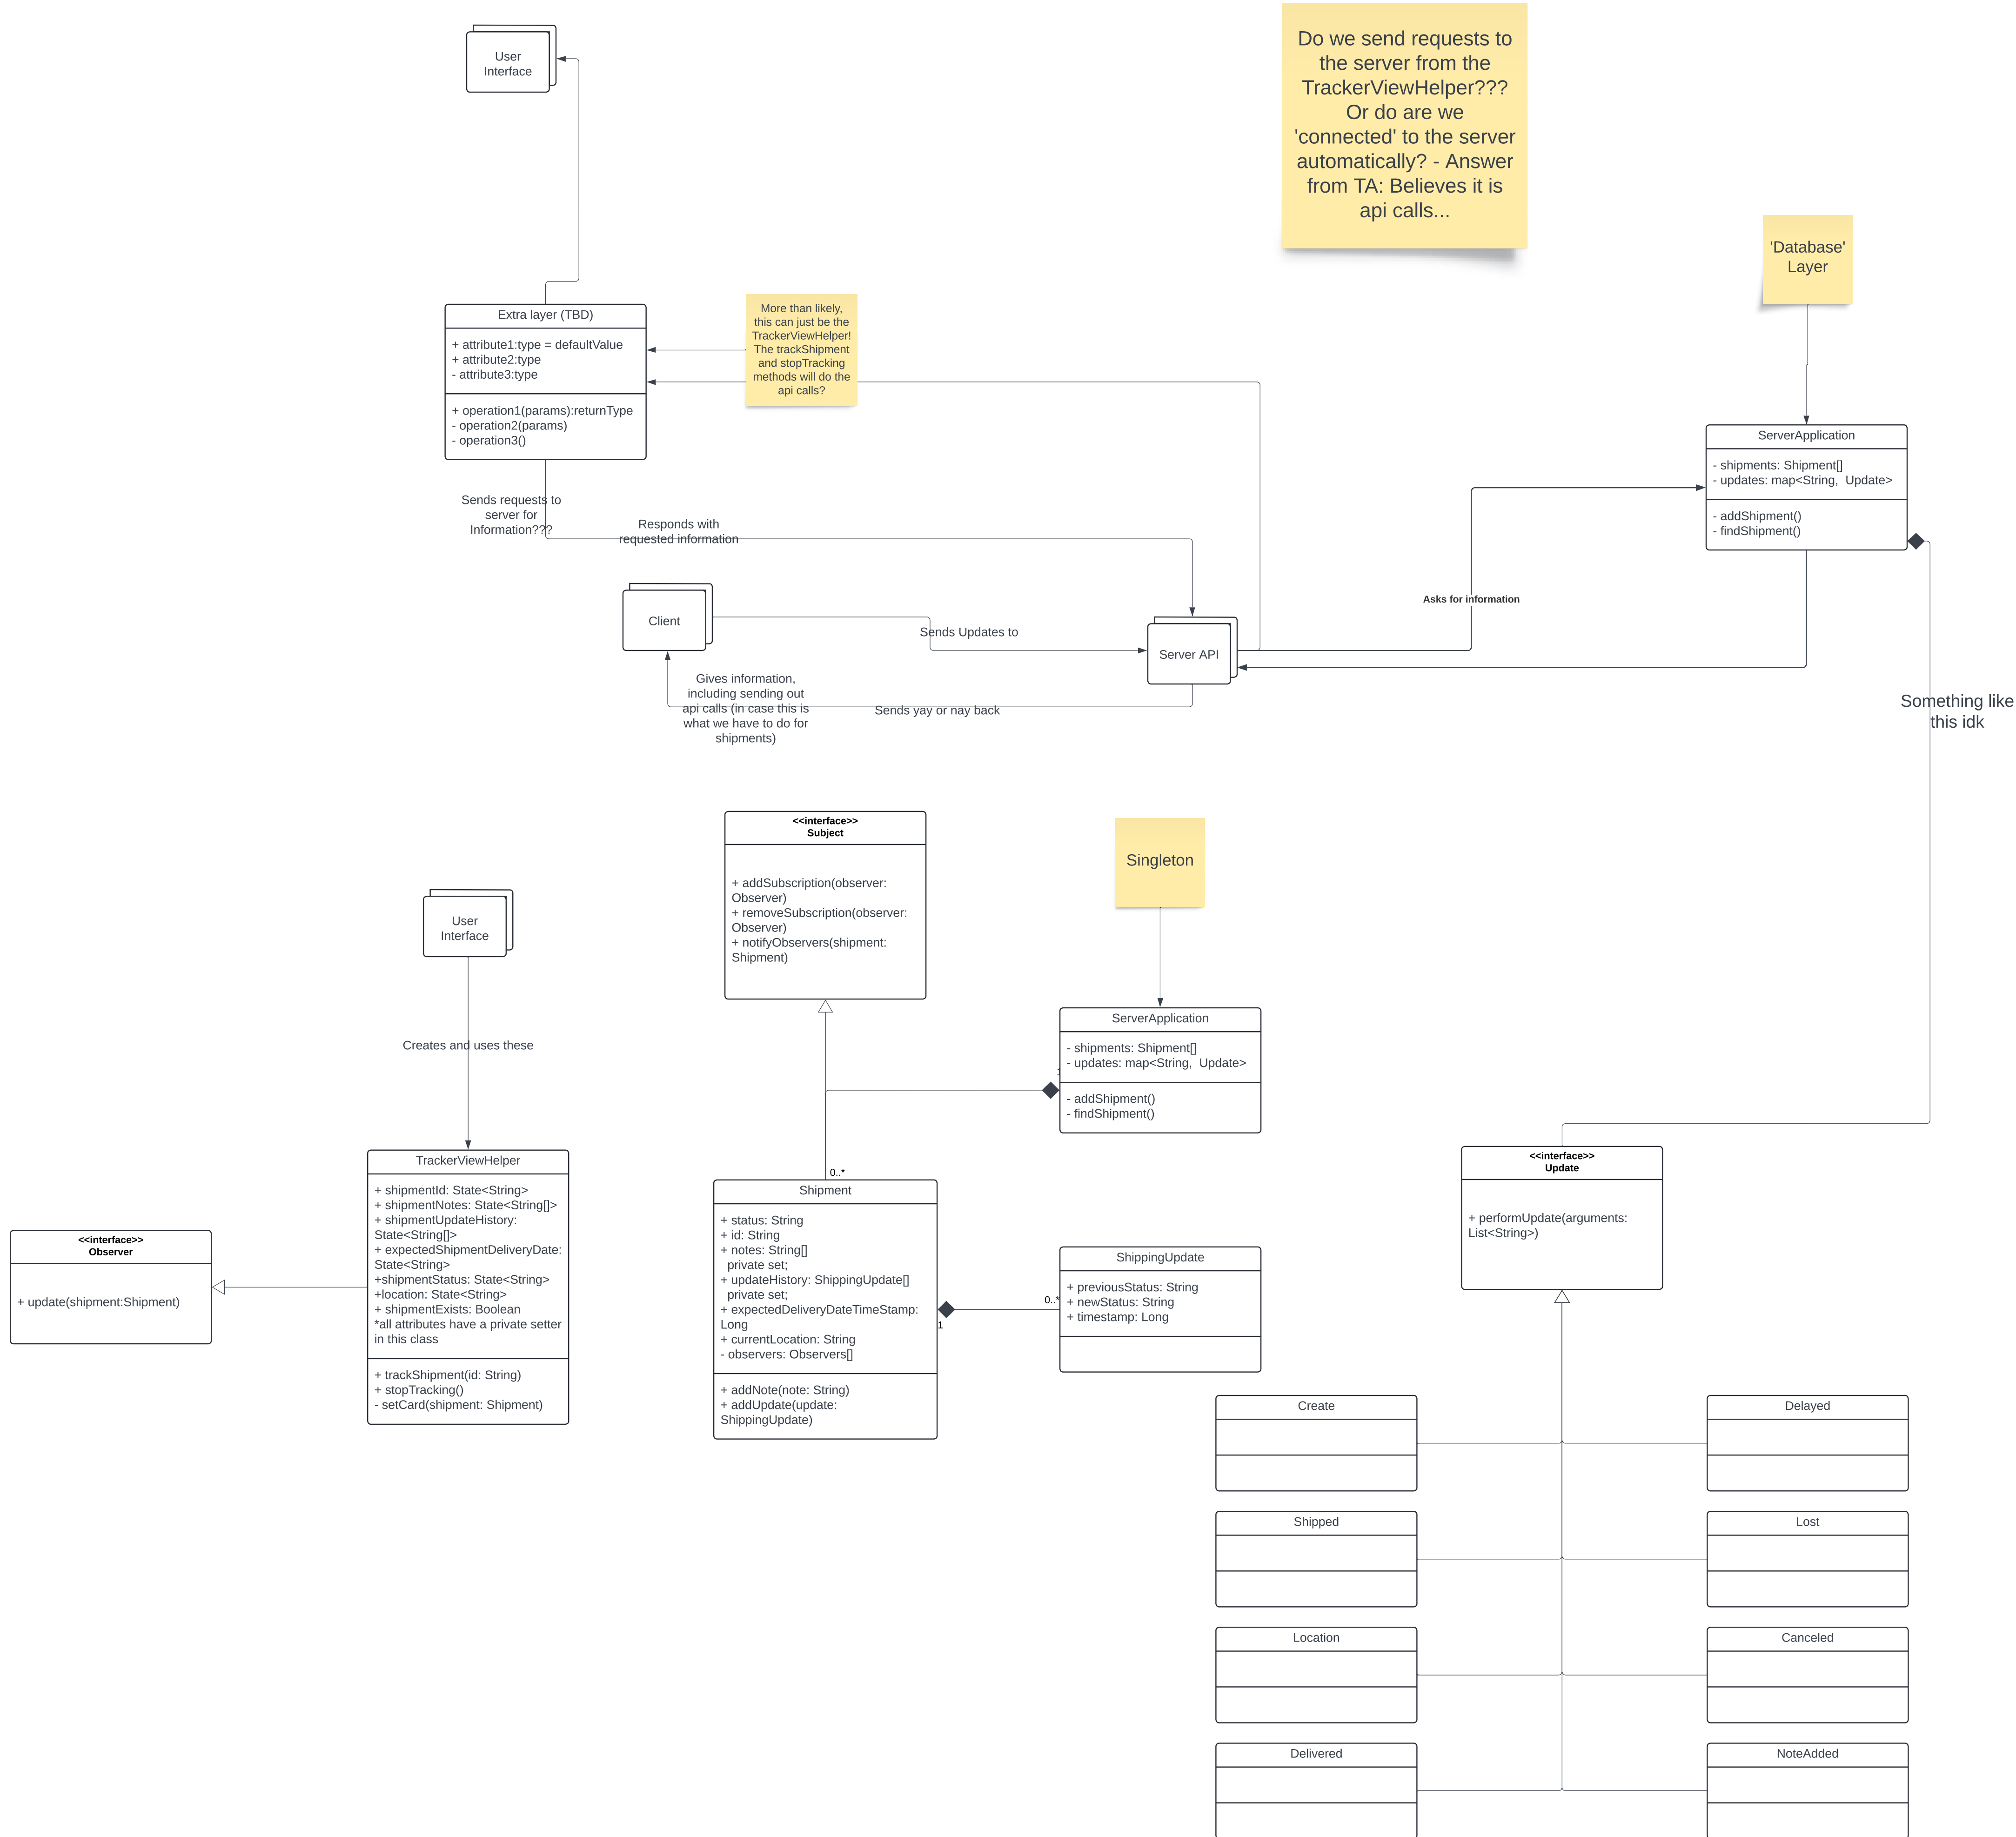 User
Interface
Do we send requests to
the server from the
TrackerViewHelper???
Or do are we
'connected' to the server
automatically? - Answer
from TA: Believes it is
api calls...
'Database'
Layer
Extra layer (TBD)
+ attribute1:type = defaultValue
+ attribute2:type
- attribute3:type
+ operation1(params):returnType
- operation2(params)
- operation3()
More than likely,
this can just be the
TrackerViewHelper!
The trackShipment
and stopTracking
methods will do the
api calls?
ServerApplication
- shipments: Shipment[]
- updates: map<String,  Update>
- addShipment()
- findShipment()
Sends requests to
server for
Information???
Responds with
requested information
Asks for information
Client
Sends Updates to
Server API
Gives information,
including sending out
api calls (in case this is
what we have to do for
shipments)
Sends yay or nay back
Something like
this idk
<<interface>>
Subject
+ addSubscription(observer:
Observer)
+ removeSubscription(observer:
Observer)
+ notifyObservers(shipment:
Shipment)
Singleton
User
Interface
Creates and uses these
ServerApplication
- shipments: Shipment[]
- updates: map<String,  Update>
- addShipment()
- findShipment()
1
0..*
<<interface>>
Observer
+ update(shipment:Shipment)
TrackerViewHelper
+ shipmentId: State<String>
+ shipmentNotes: State<String[]>
+ shipmentUpdateHistory:
State<String[]>
+ expectedShipmentDeliveryDate:
State<String>
+shipmentStatus: State<String>
+location: State<String>
+ shipmentExists: Boolean
*all attributes have a private setter
in this class
+ trackShipment(id: String)
+ stopTracking()
- setCard(shipment: Shipment)
Shipment
+ status: String
+ id: String
+ notes: String[]
private set;
+ updateHistory: ShippingUpdate[]
private set;
+ expectedDeliveryDateTimeStamp:
Long
+ currentLocation: String
- observers: Observers[]
+ addNote(note: String)
+ addUpdate(update:
ShippingUpdate)
1
0..*
ShippingUpdate
+ previousStatus: String
+ newStatus: String
+ timestamp: Long
<<interface>>
Update
+ performUpdate(arguments:
List<String>)
Create
Delayed
Shipped
Lost
Location
Canceled
Delivered
NoteAdded